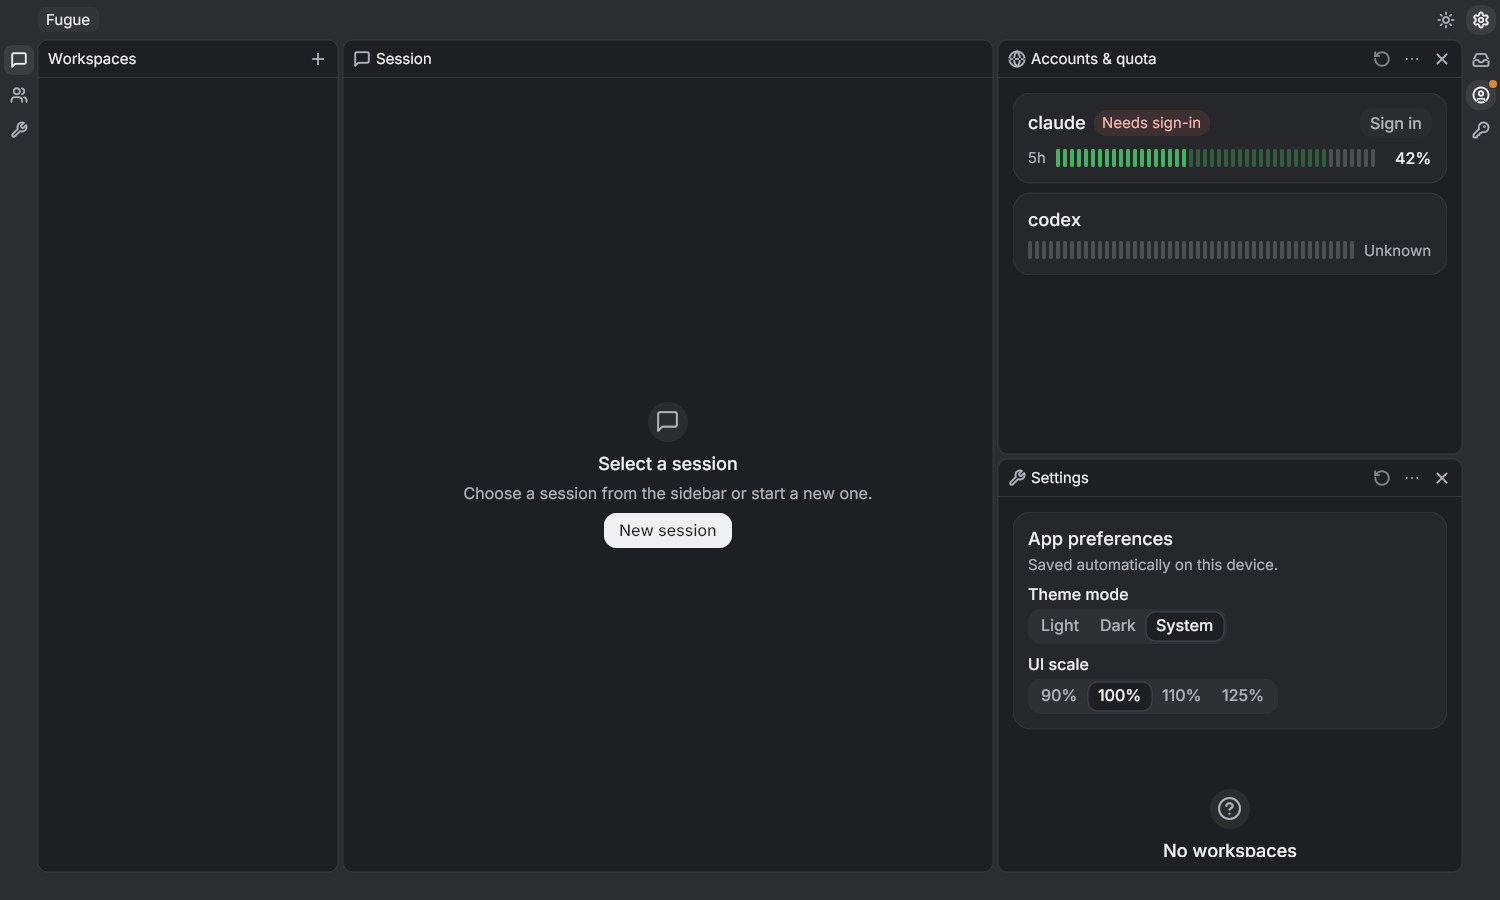 Fugue
Workspaces
Session
Select a session
Choose a session from the sidebar or start a new one.
New session
Accounts & quota
claude Needs sign-in Sign in
5h 42%
codex
Unknown
Settings
App preferences
Saved automatically on this device.
Theme mode
Light Dark System
UI scale
90% 100% 110% 125%
No workspaces